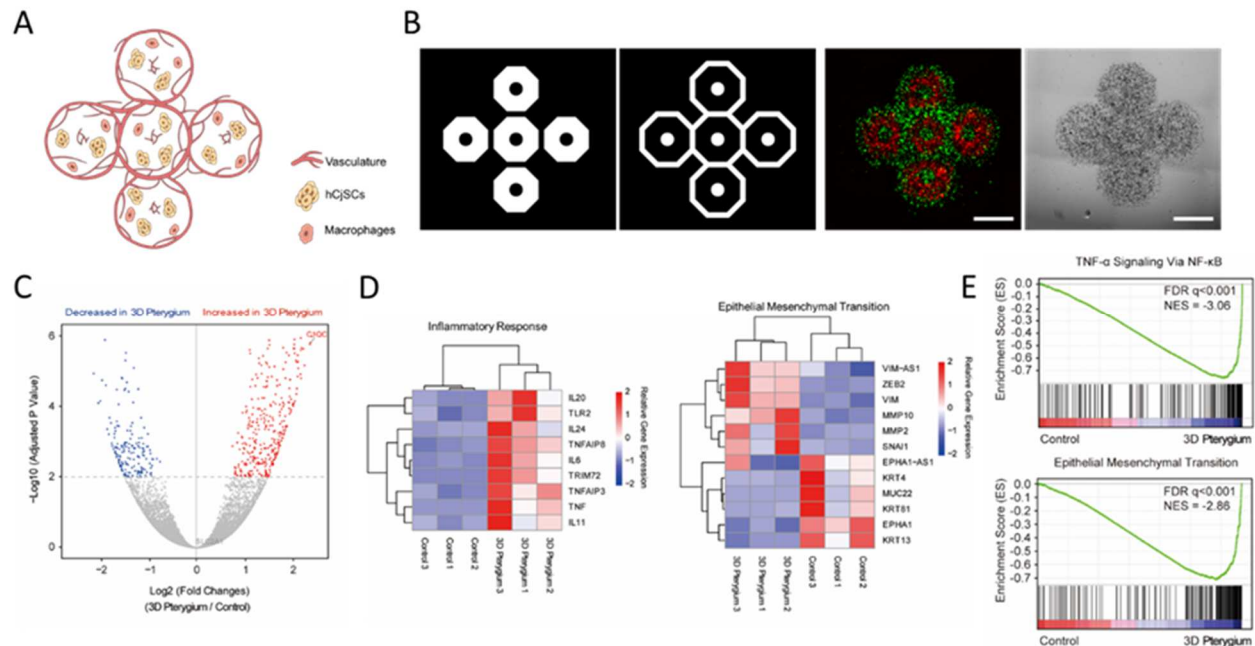 A
Vasculature
hCjSCs
Macrophages
B
C
Decreased in 3D Pterygium
Increased in 3D Pterygium
6
4
2
0
−2
−1
0
1
2
−Log10 (Adjusted P Value)
Log2 (Fold Changes)
(3D Pterygium / Control)
D
Inflammatory Response
IL20
TLR2
IL24
TNFAIP8
IL6
TRIM72
TNFAIP3
TNF
IL11
Control 3
Control 1
Control 2
3D Pterygium 3
3D Pterygium 1
3D Pterygium 2
2
1
0
−1
−2
Relative Gene Expression
Epithelial Mesenchymal Transition
VIM−AS1
ZEB2
VIM
MMP10
MMP2
SNAI1
EPHA1−AS1
KRT4
MUC22
KRT81
EPHA1
KRT13
3D Pterygium 3
3D Pterygium 1
3D Pterygium 2
Control 3
Control 1
Control 2
2
1
0
−1
−2
Relative Gene Expression
E
TNF-α Signaling Via NF-κB
FDR q<0.001
NES = -3.06
0.0
-0.1
-0.2
-0.3
-0.4
-0.5
-0.6
-0.7
Enrichment Score (ES)
Control
3D Pterygium
Epithelial Mesenchymal Transition
FDR q<0.001
NES = -2.86
0.0
-0.1
-0.2
-0.3
-0.4
-0.5
-0.6
-0.7
Enrichment Score (ES)
Control
3D Pterygium